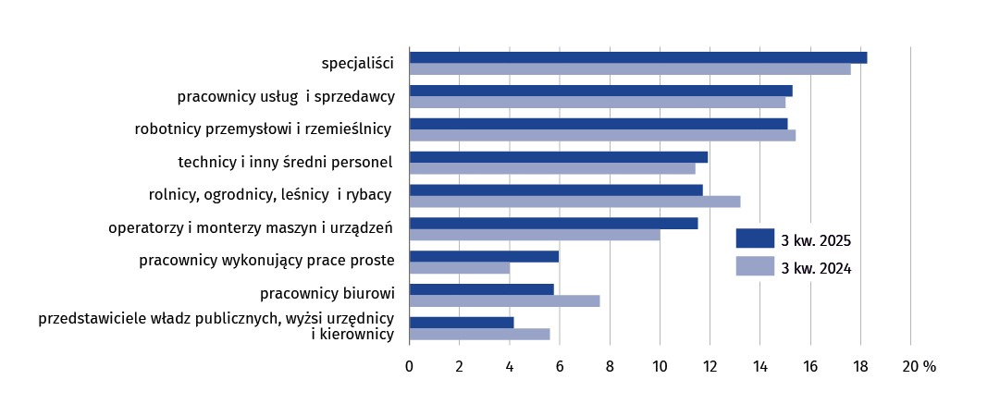 specjaliści
pracownicy usług  i sprzedawcy
robotnicy przemysłowi i rzemieślnicy
technicy i inny średni personel
rolnicy, ogrodnicy, leśnicy  i rybacy
operatorzy i monterzy maszyn i urządzeń
pracownicy wykonujący prace proste
pracownicy biurowi
przedstawiciele władz publicznych, wyżsi urzędnicy
i kierownicy
3 kw. 2025
3 kw. 2024
0 2 4 6 8 10 12 14 16 18 20 %